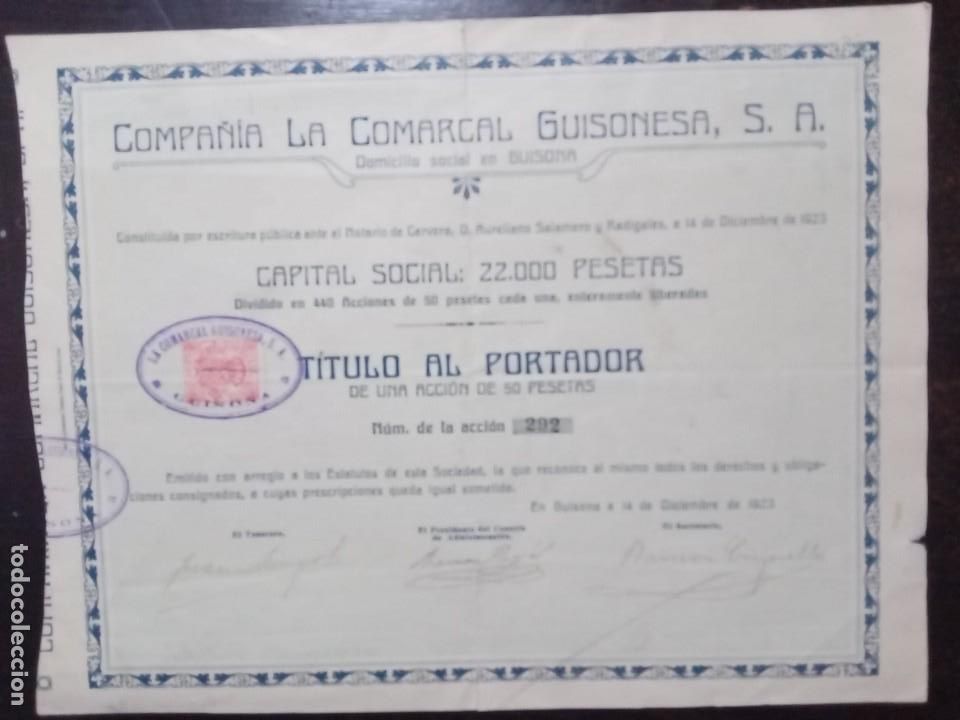 COMPAÑÍA LA COMARCAL GUISONESA, S. A.
Domicilio social en GUISONA
Constituida por escritura pública ante el Notario de Cervera, D. Aureliano Salamero y, a 14 de Diciembre de 1923
CAPITAL SOCIAL: 22.000 PESETAS
Dividido en 440 Acciones de 50 pesetas cada una, enteramente liberadas
LA COMARCAL GUISONESA, S. A.
GUISONA
TÍTULO AL PORTADOR
DE UNA ACCIÓN DE 50 PESETAS
Núm. de la acción 292
Emitido con arreglo a los Estatutos de esta Sociedad, la que reconoce al mismo todos los derechos y obliga-
ciones consignados, a cuyas prescripciones queda igual sometido.
En Guisona a 14 de Diciembre de 1923
El Tesorero,
El Presidente del Consejo
de Administración,
El Secretario,
todocoleccion.net